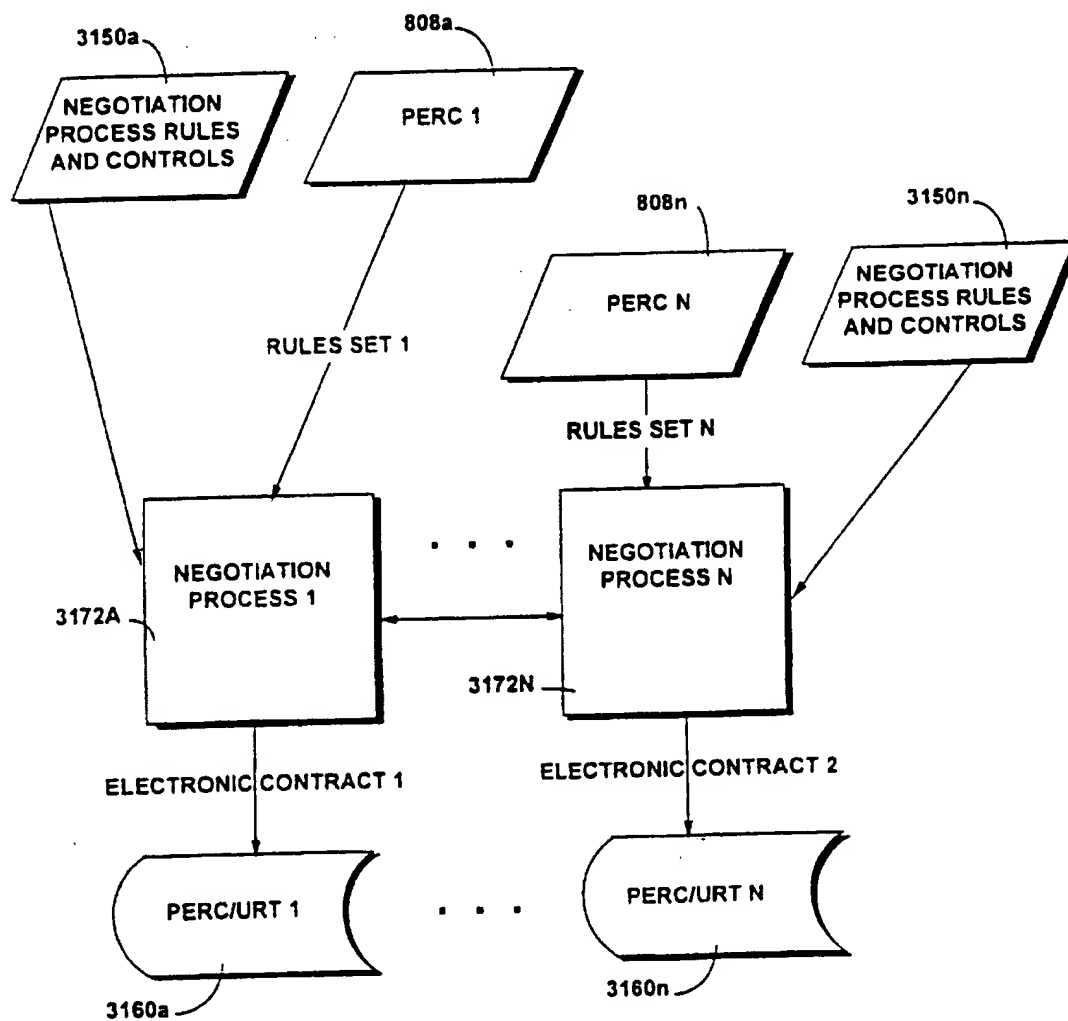 3150a
808a
NEGOTIATION
PROCESS RULES
AND CONTROLS
PERC 1
808n
3150n
PERC N
NEGOTIATION
PROCESS RULES
AND CONTROLS
RULES SET 1
RULES SET N
NEGOTIATION
PROCESS 1
. . .
NEGOTIATION
PROCESS N
3172A
3172N
ELECTRONIC CONTRACT 1
ELECTRONIC CONTRACT 2
PERC/URT 1
. . .
PERC/URT N
3160a
3160n